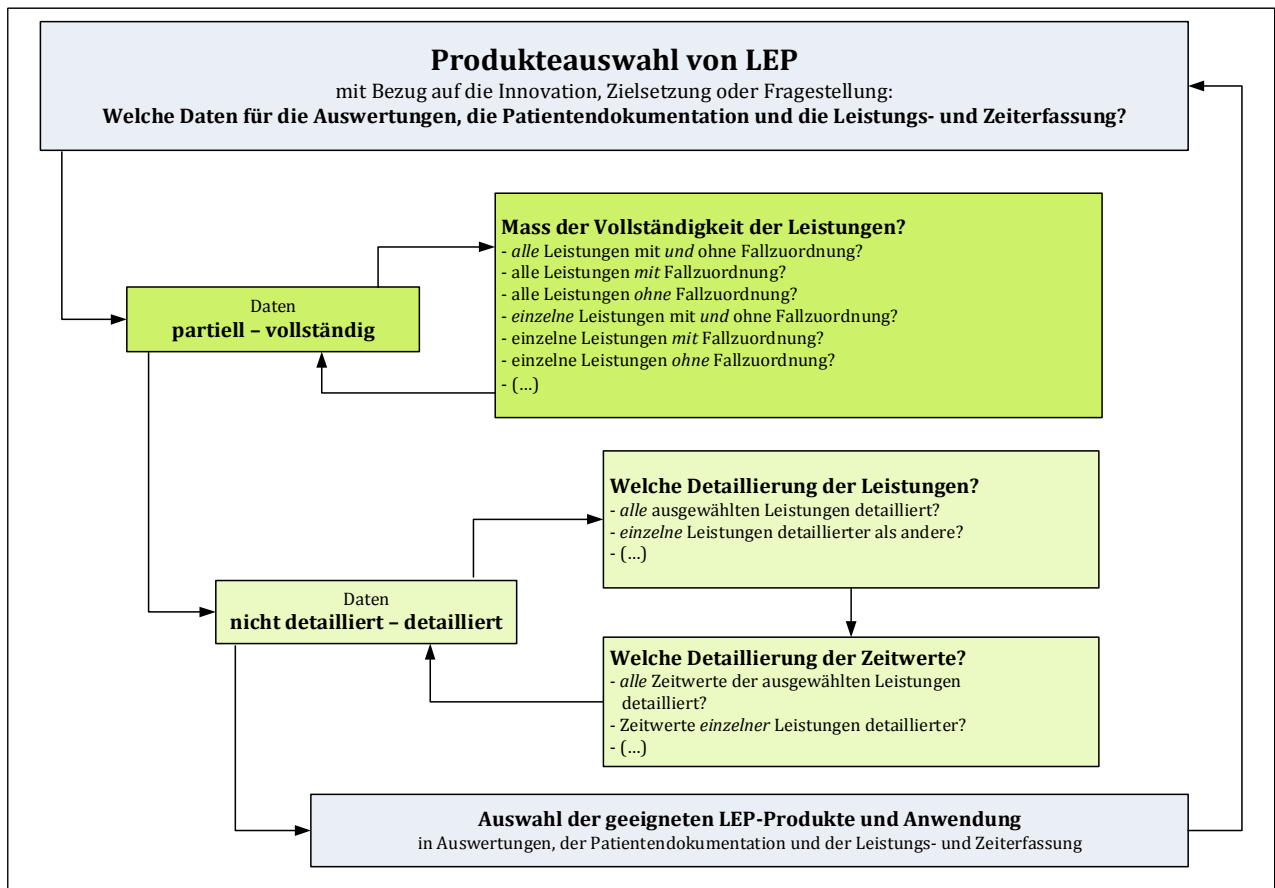 Produkteauswahl von LEP
mit Bezug auf die Innovation, Zielsetzung oder Fragestellung:
Welche Daten für die Auswertungen, die Patientendokumentation und die Leistungs- und Zeiterfassung?
Mass der Vollständigkeit der Leistungen?
- alle Leistungen mit und ohne Fallzuordnung?
- alle Leistungen mit Fallzuordnung?
- alle Leistungen ohne Fallzuordnung?
- einzelne Leistungen mit und ohne Fallzuordnung?
- einzelne Leistungen mit Fallzuordnung?
- einzelne Leistungen ohne Fallzuordnung?
- (...)
Daten
partiell – vollständig
Welche Detaillierung der Leistungen?
- alle ausgewählten Leistungen detailliert?
- einzelne Leistungen detaillierter als andere?
- (...)
Daten
nicht detailliert – detailliert
Welche Detaillierung der Zeitwerte?
- alle Zeitwerte der ausgewählten Leistungen
detailliert?
- Zeitwerte einzelner Leistungen detaillierter?
- (...)
Auswahl der geeigneten LEP-Produkte und Anwendung
in Auswertungen, der Patientendokumentation und der Leistungs- und Zeiterfassung